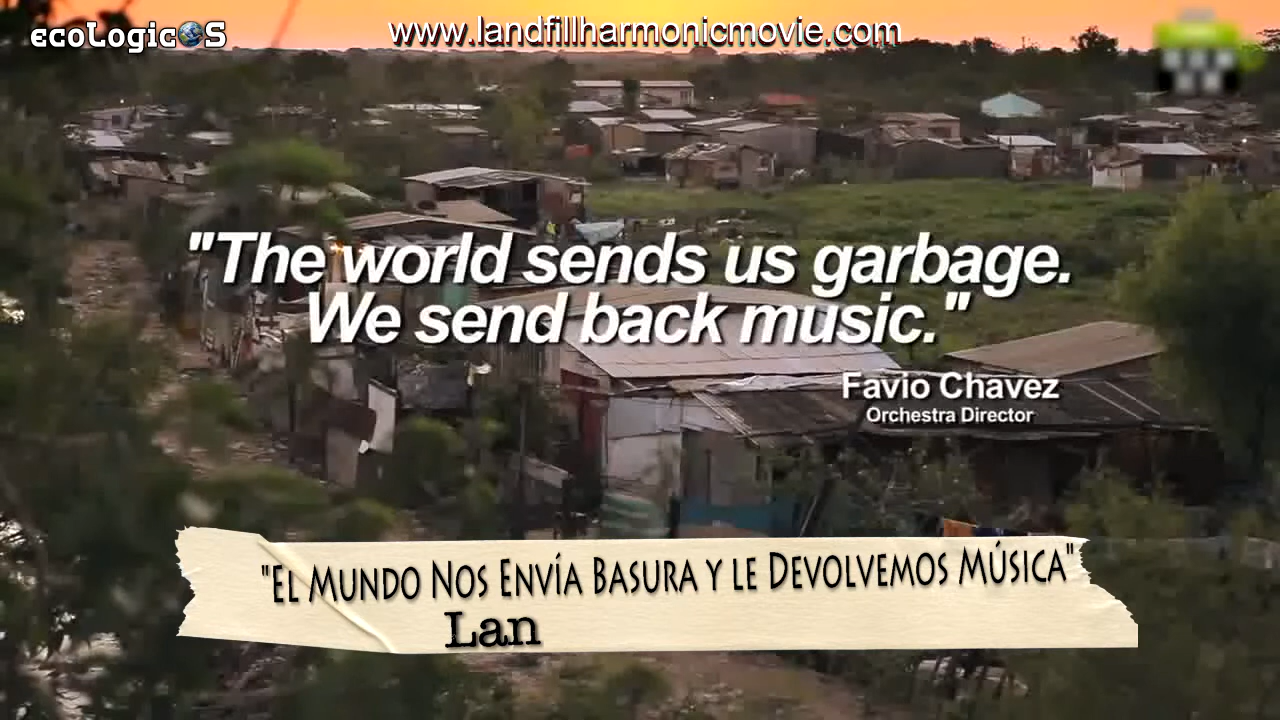 ecoLogicOS
www.landfillharmonicmovie.com
"The world sends us garbage.
We send back music."
Favio Chavez
Orchestra Director
"El Mundo Nos Envía Basura y le Devolvemos Música"
Lan